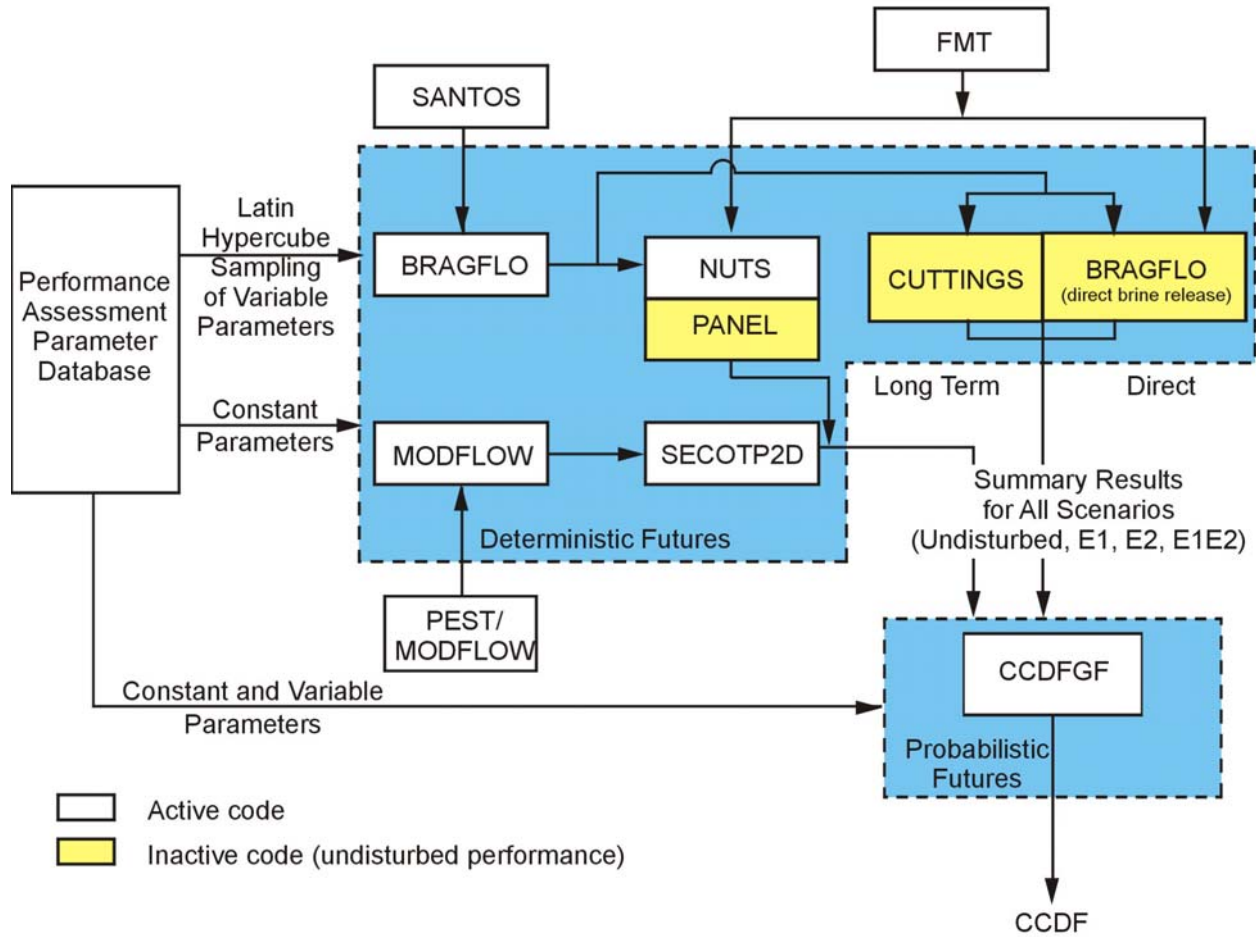 FMT
SANTOS
Performance
Assessment
Parameter
Database
Latin
Hypercube
Sampling
of Variable
Parameters
BRAGFLO
NUTS
PANEL
CUTTINGS
BRAGFLO
(direct brine release)
Long Term
Direct
Constant
Parameters
MODFLOW
SECOTP2D
Deterministic Futures
Summary Results
for All Scenarios
(Undisturbed, E1, E2, E1E2)
PEST/
MODFLOW
Constant and Variable
Parameters
CCDFGF
Probabilistic
Futures
Active code
Inactive code (undisturbed performance)
CCDF